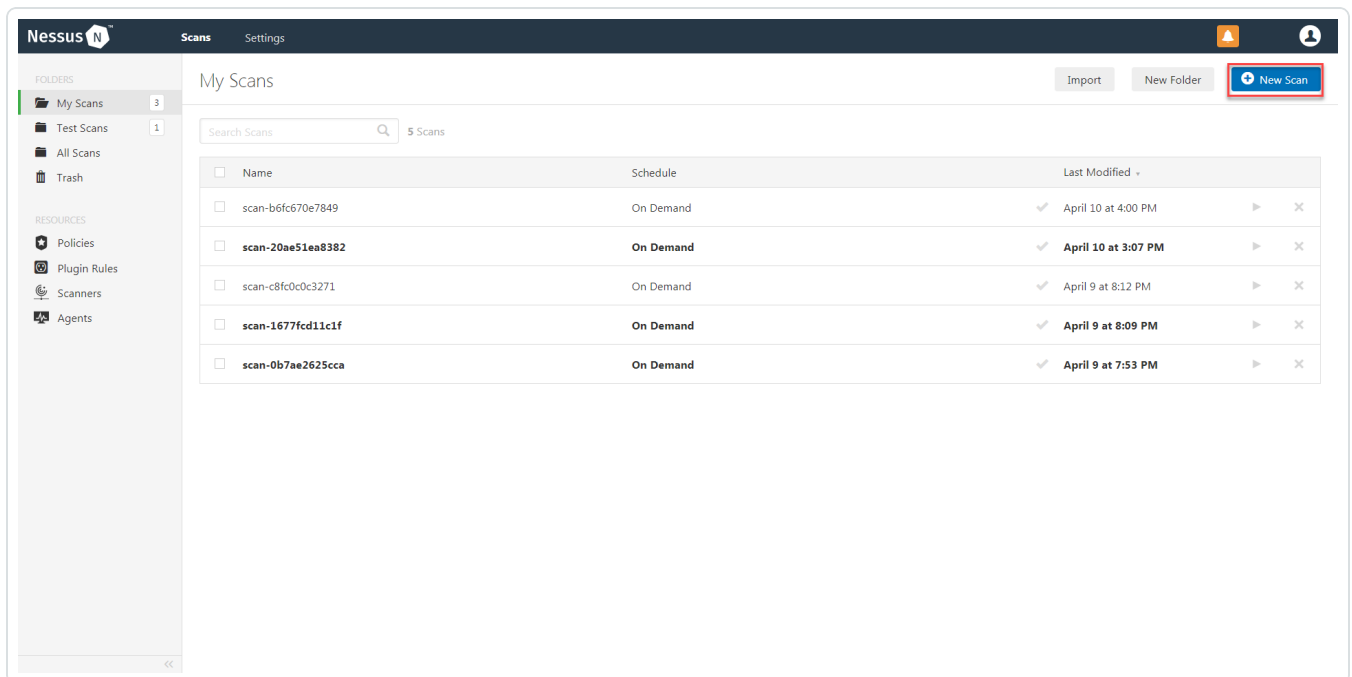 Nessus N ™ Scans Settings
FOLDERS
My Scans 3
Test Scans 1
All Scans
Trash
RESOURCES
Policies
Plugin Rules
Scanners
Agents
My Scans Import New Folder New Scan
Search Scans 5 Scans
Name Schedule Last Modified
scan-b6fc670e7849 On Demand April 10 at 4:00 PM
scan-20ae51ea8382 On Demand April 10 at 3:07 PM
scan-c8fc0c0c3271 On Demand April 9 at 8:12 PM
scan-1677fcd11c1f On Demand April 9 at 8:09 PM
scan-0b7ae2625cca On Demand April 9 at 7:53 PM